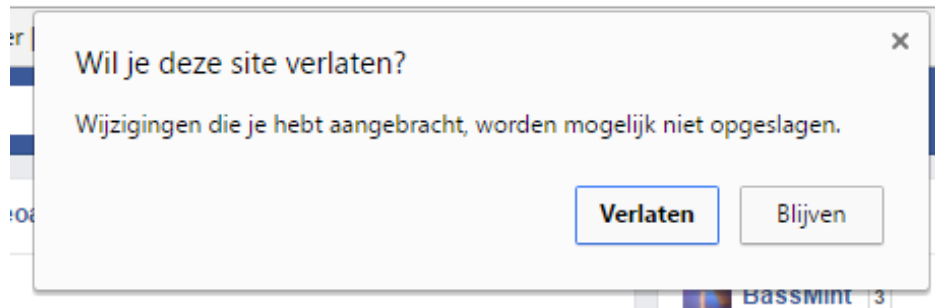 Wil je deze site verlaten?
Wijzigingen die je hebt aangebracht, worden mogelijk niet opgeslagen.
Verlaten
Blijven
BassMint 3